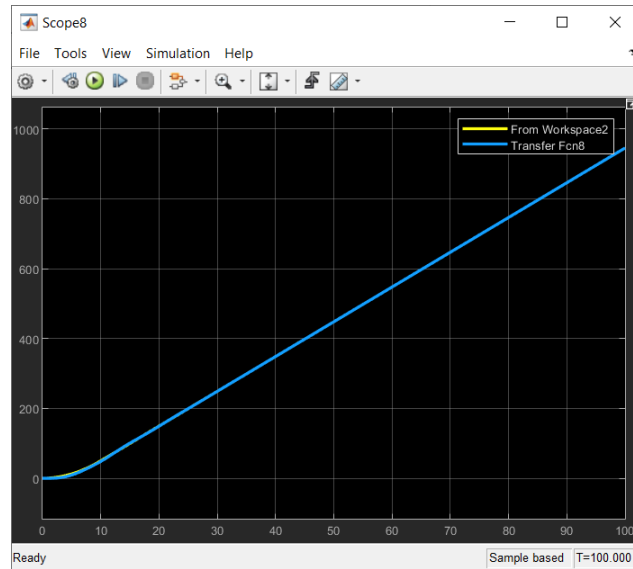 Scope8
File Tools View Simulation Help
From Workspace2
Transfer Fcn8
1000
800
600
400
200
0
0 10 20 30 40 50 60 70 80 90 100
Ready Sample based T=100.000